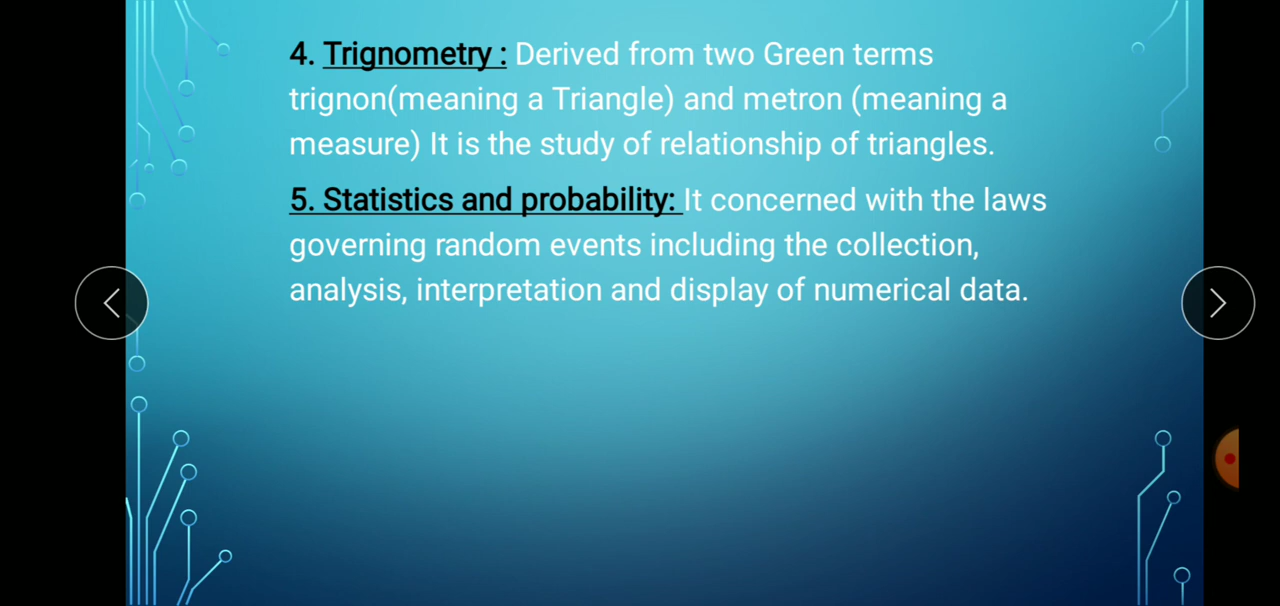 4. Trignometry : Derived from two Green terms
trignon(meaning a Triangle) and metron (meaning a
measure) It is the study of relationship of triangles.
5. Statistics and probability: It concerned with the laws
governing random events including the collection,
analysis, interpretation and display of numerical data.